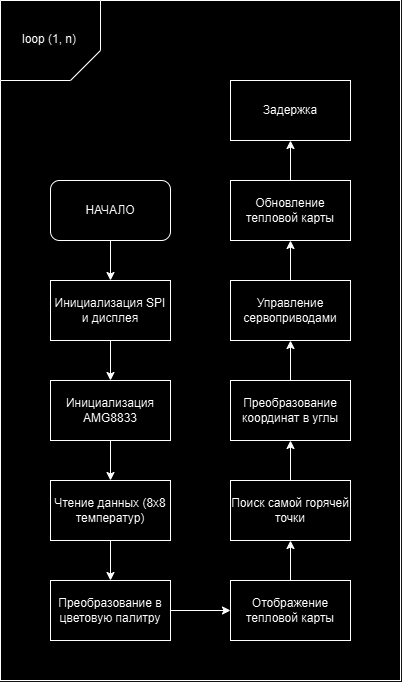 loop (1, n)
НАЧАЛО
Инициализация SPI
и дисплея
Инициализация
AMG8833
Чтение данных (8x8
температур)
Преобразование в
цветовую палитру
Отображение
тепловой карты
Поиск самой горячей
точки
Преобразование
координат в углы
Управление
сервоприводами
Обновление
тепловой карты
Задержка